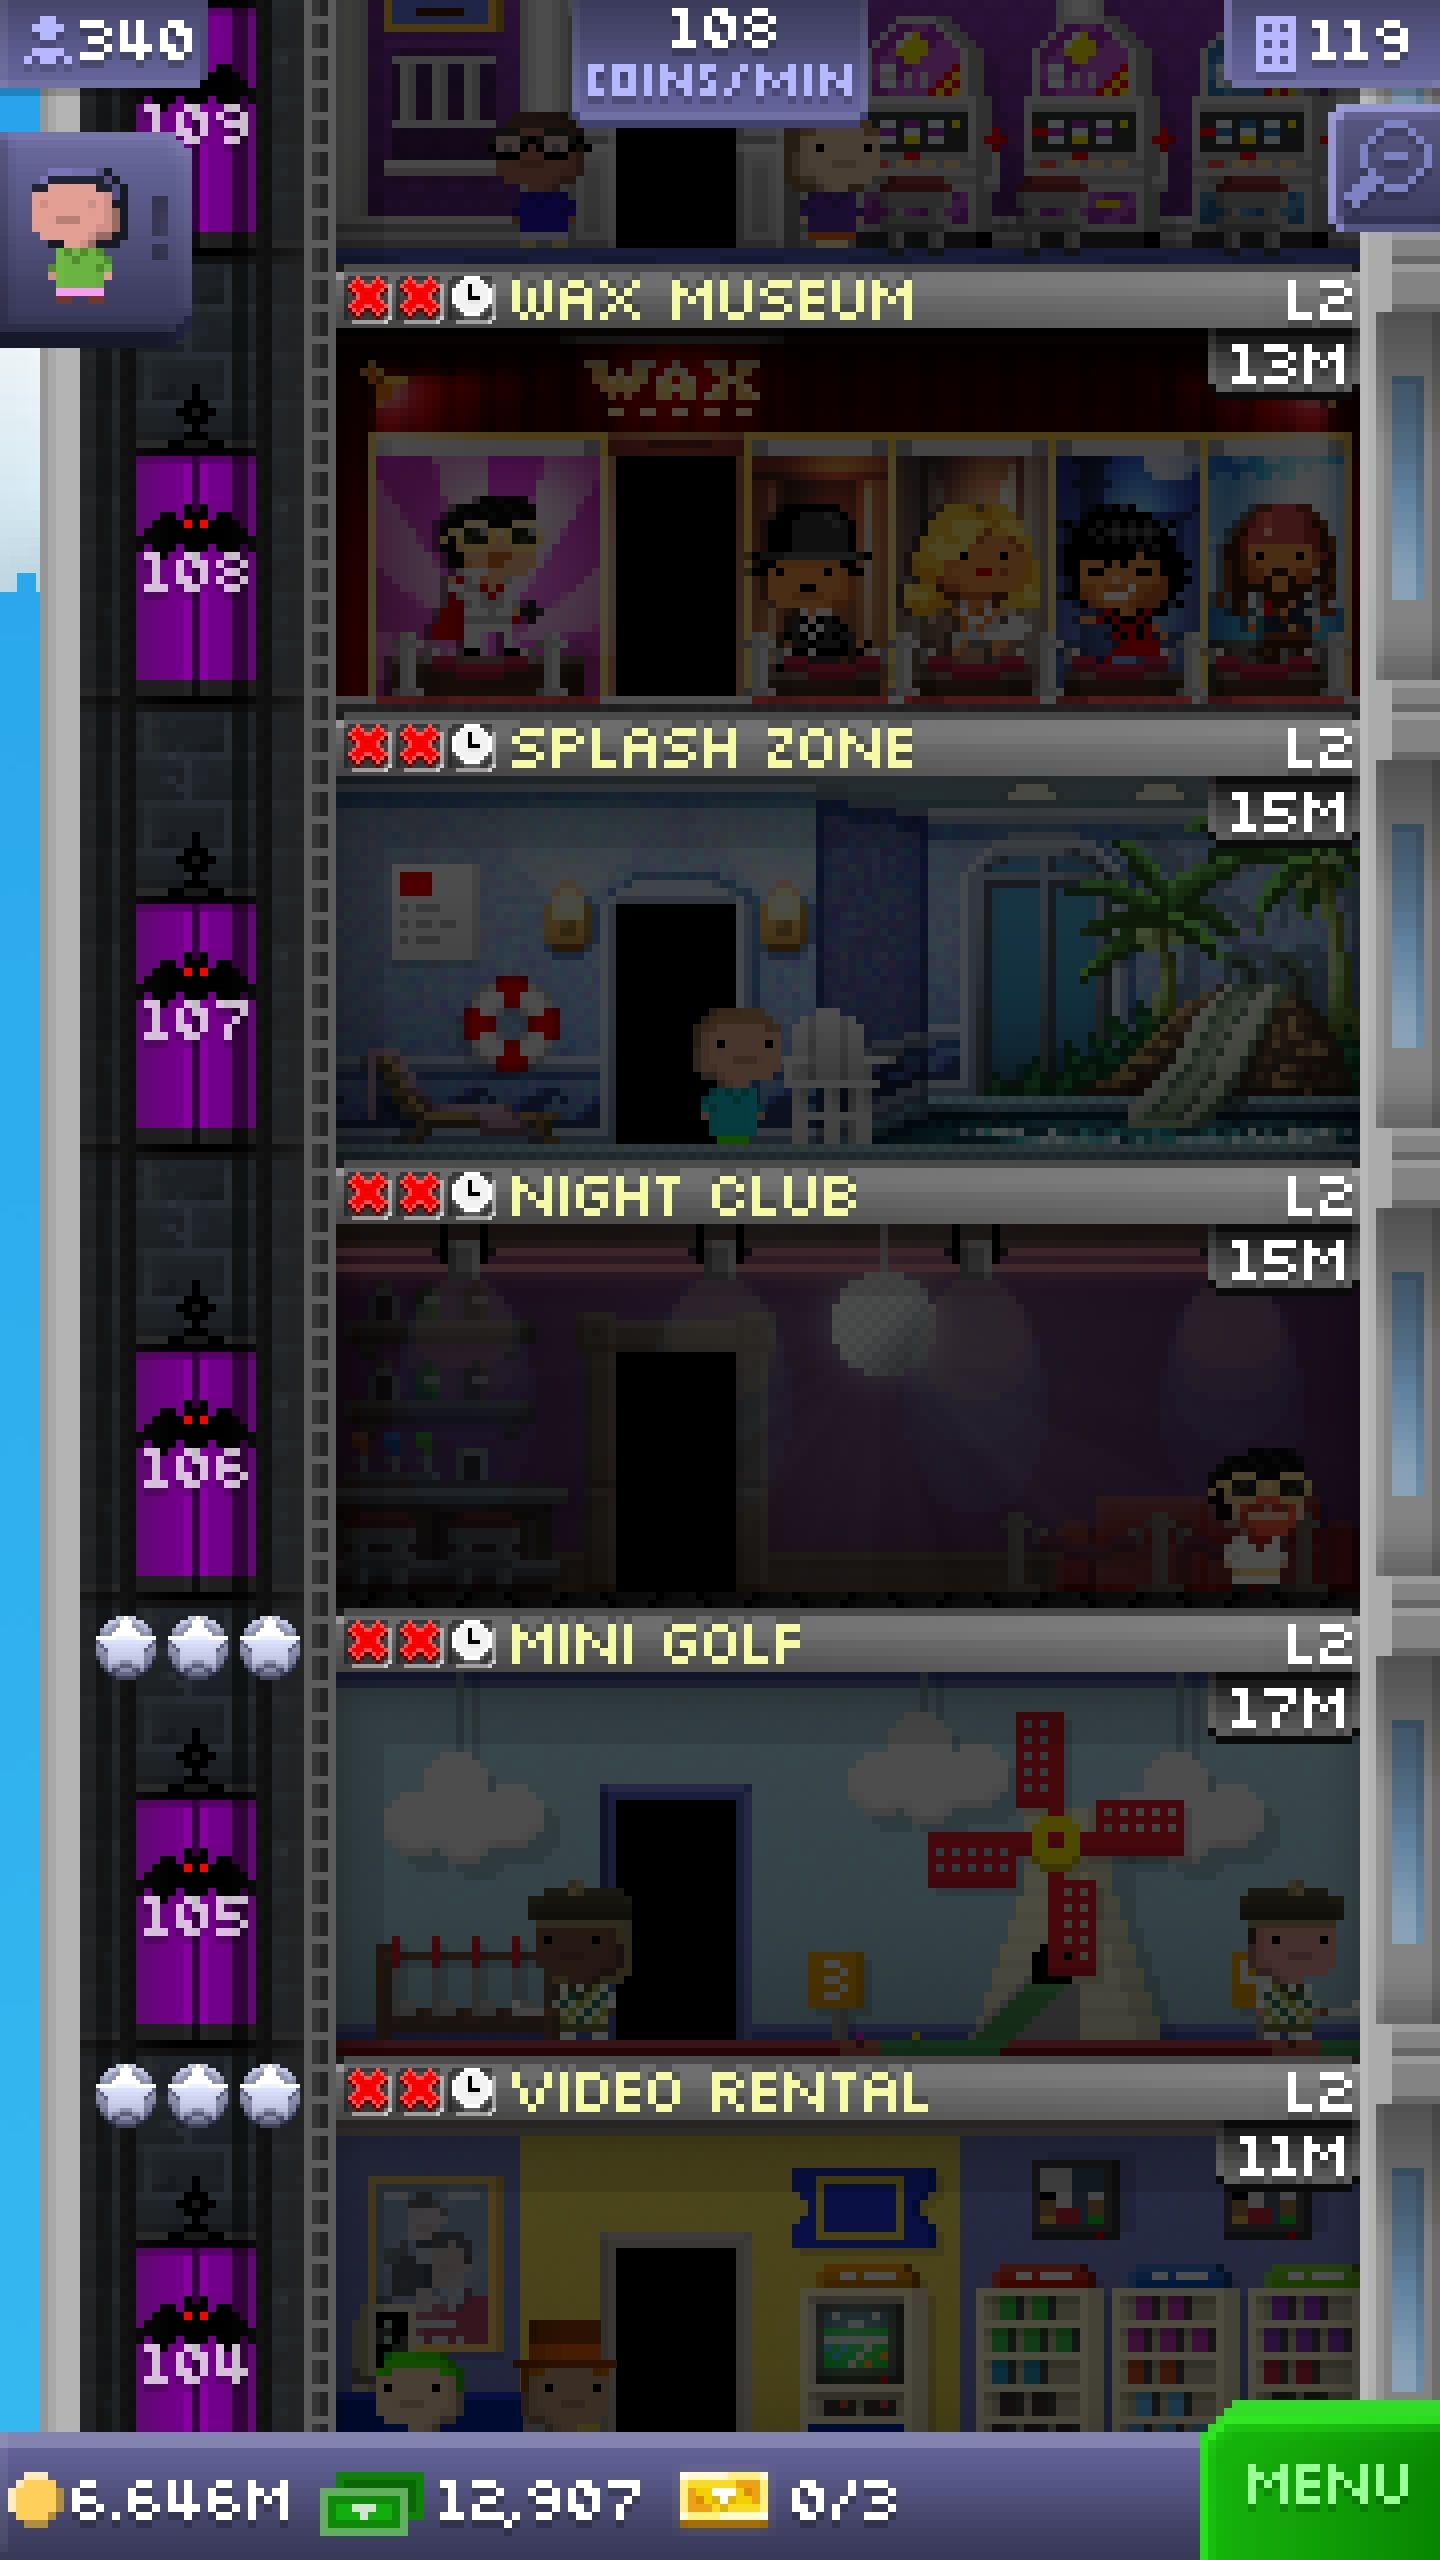 340
108
COINS/MIN
119
109
WAX MUSEUM L2
13M
WAX
108
SPLASH ZONE L2
15M
107
NIGHT CLUB L2
15M
106
MINI GOLF L2
17M
105
3
VIDEO RENTAL L2
11M
104
6.646M 12,907 0/3
MENU